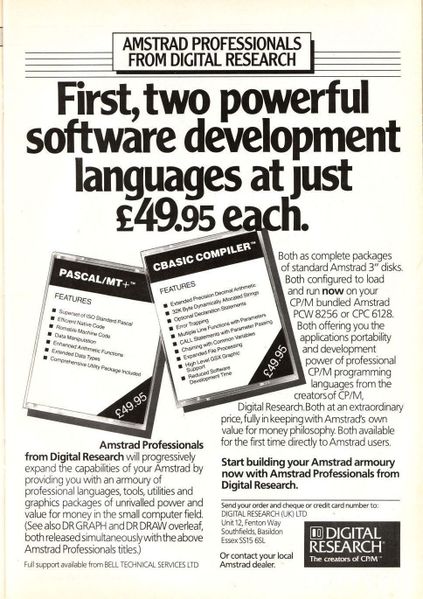 AMSTRAD PROFESSIONALS
FROM DIGITAL RESEARCH
First, two powerful
software development
languages at just
£49.95 each.
PASCAL/MT+™
FEATURES
Superset of ISO Standard Pascal
Efficient Native Code
Romable Machine Code
Data Manipulation
Enhanced Arithmetic Functions
Extended Data Types
Comprehensive Utility Package Included
£49.95
CBASIC COMPILER™
FEATURES
Extended Precision Decimal Arithmetic
32K Byte Dynamically Allocated Strings
Optional Declaration Statements
Error Trapping
Multiple Line Functions with Parameters
CALL Statements with Parameter Passing
Chaining with Common Variables
Expanded File Processing
High Level GSX Graphic
Support
Reduced Software
Development Time
£49.95
Both as complete packages
of standard Amstrad 3" disks.
Both configured to load
and run now on your
CP/M bundled Amstrad
PCW 8256 or CPC 6128.
Both offering you the
applications portability
and development
power of professional
CP/M programming
languages from the
creators of CP/M,
Digital Research. Both at an extraordinary
price, fully in keeping with Amstrad's own
value for money philosophy. Both available
for the first time directly to Amstrad users.
Start building your Amstrad armoury
now with Amstrad Professionals from
Digital Research.
Amstrad Professionals
from Digital Research will progressively
expand the capabilities of your Amstrad by
providing you with an armoury of
professional languages, tools, utilities and
graphics packages of unrivalled power and
value for money in the small computer field.
(See also DR GRAPH and DR DRAW overleaf,
both released simultaneously with the above
Amstrad Professionals titles.)
Full support available from BELL TECHNICAL SERVICES LTD
Send your order and cheque or credit card number to:
DIGITAL RESEARCH (UK) LTD.
Unit 12, Fenton Way
Southfields, Basildon
Essex SS15 6SL
Or contact your local
Amstrad dealer.
DIGITAL
RESEARCH™
The creators of CP/M™